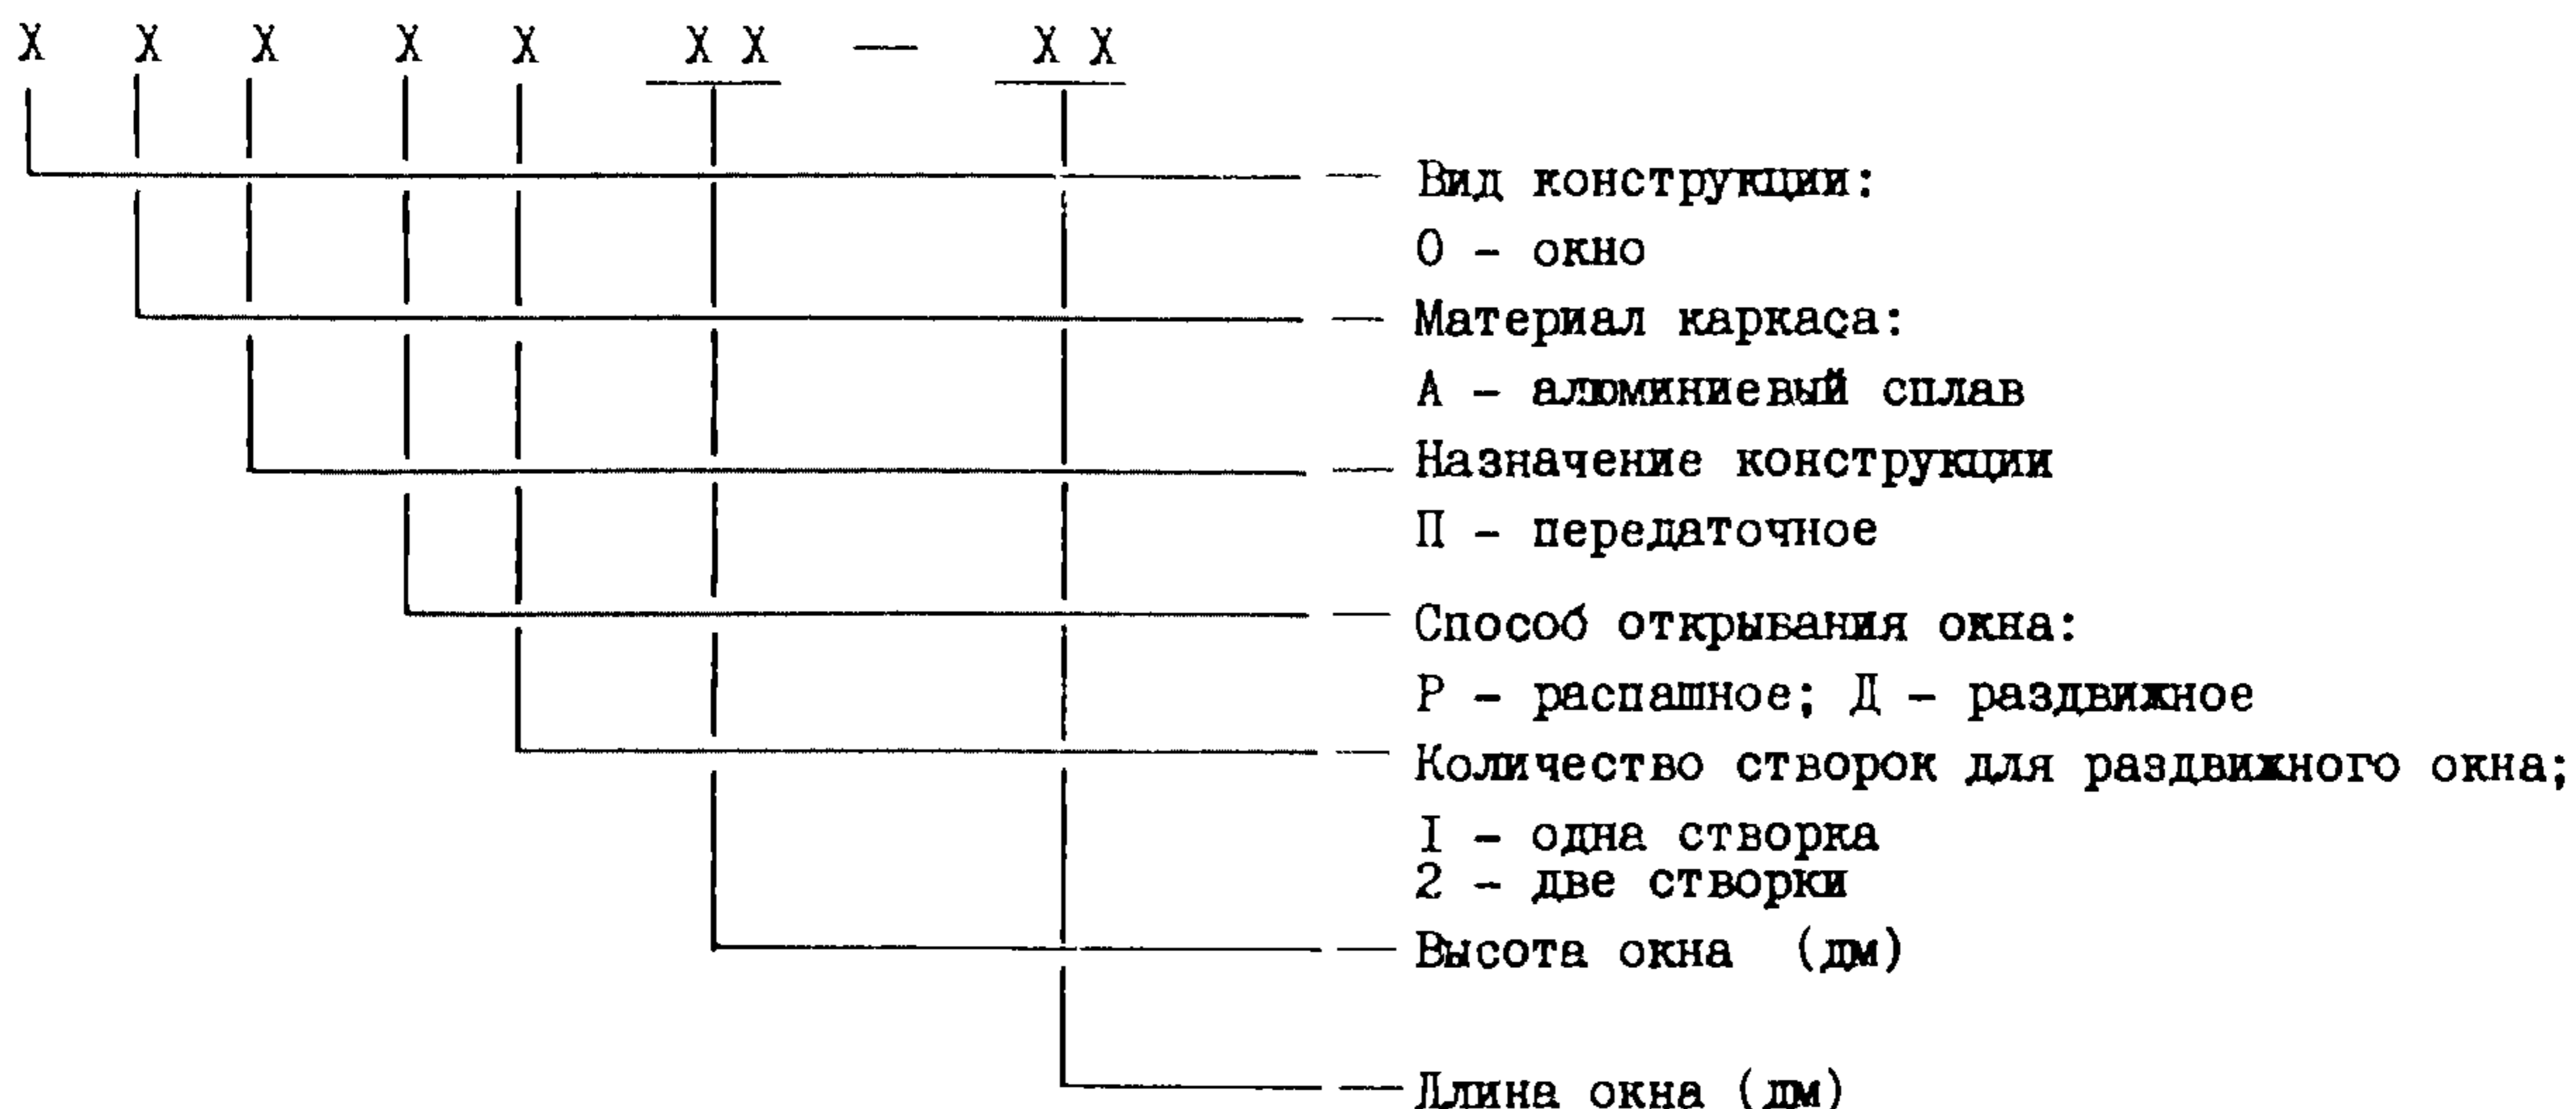 Х Х Х Х Х ХХ — ХХ
Вид конструкции:
О - окно
Материал каркаса:
А - алюминиевый сплав
Назначение конструкции
П - передаточное
Способ открывания окна:
Р - распашное; Д - раздвижное
Количество створок для раздвижного окна;
I - одна створка
2 - две створки
Высота окна (дм)
Длина окна (дм)